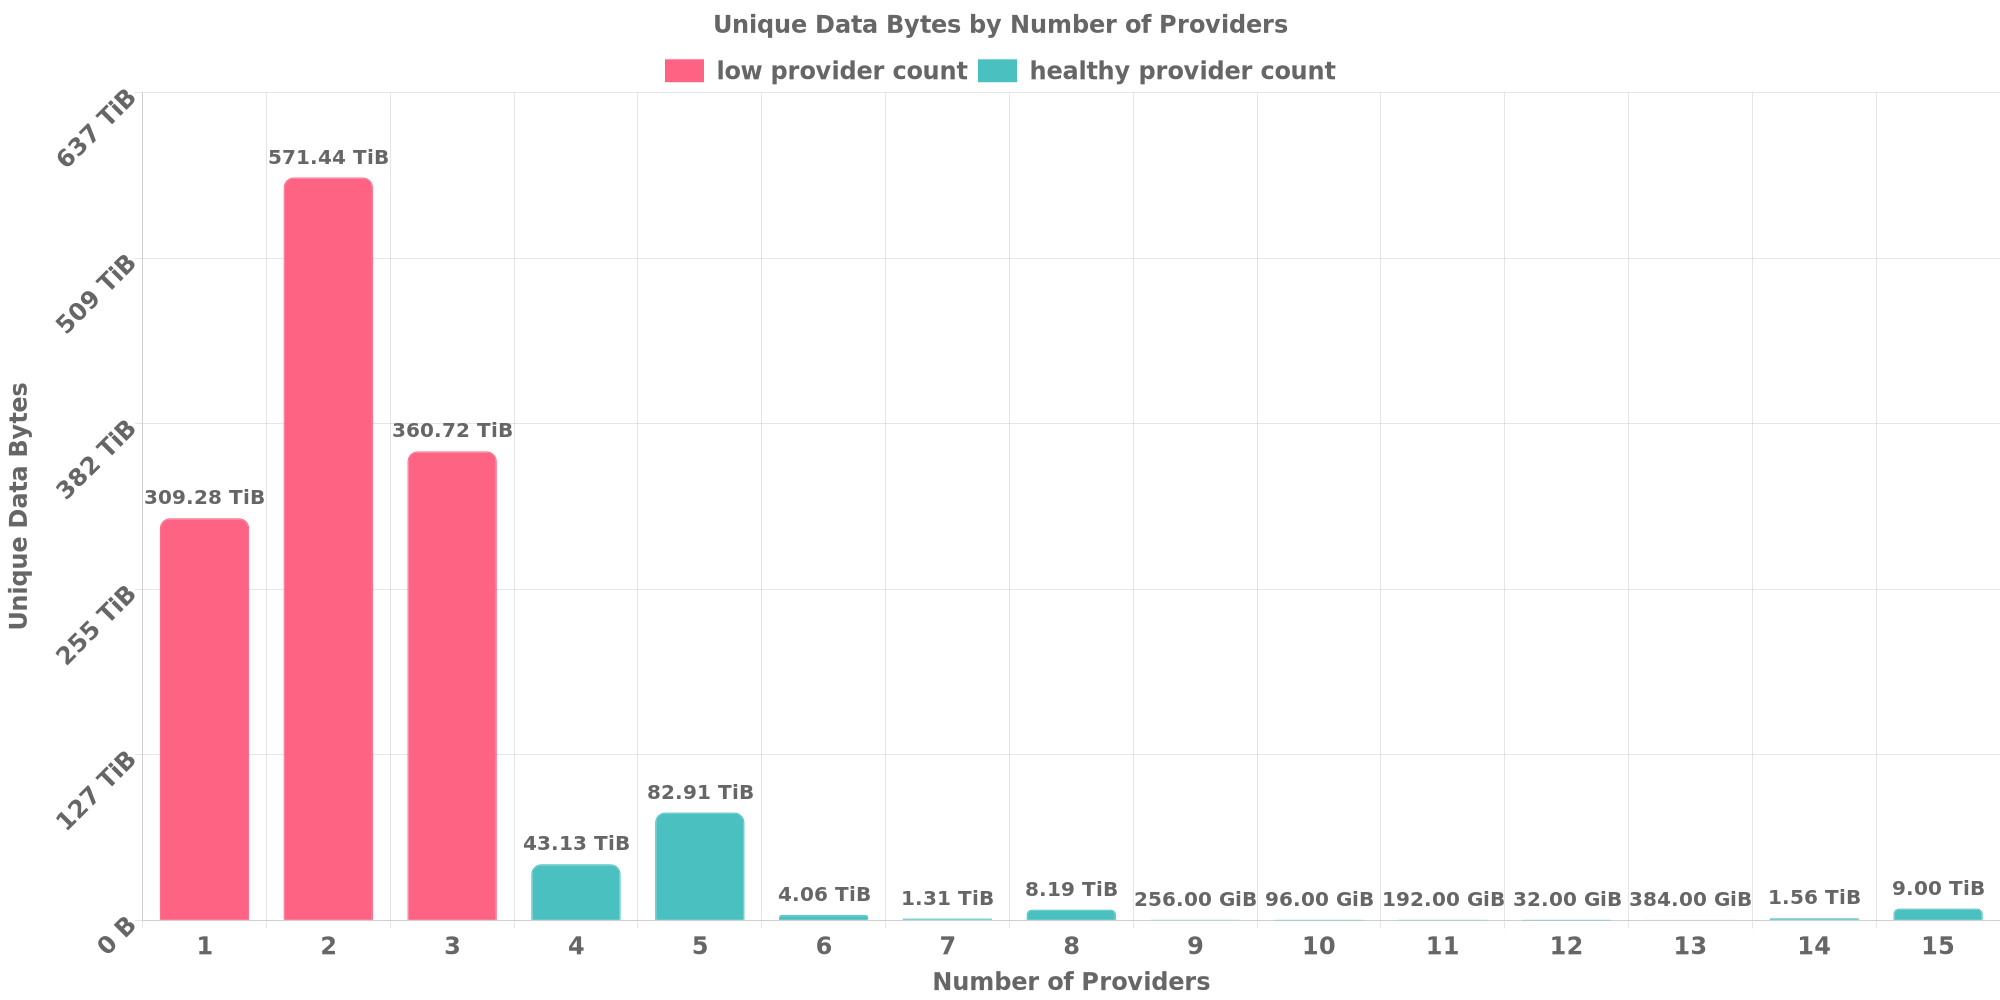 Unique Data Bytes by Number of Providers
low provider count healthy provider count
637 TiB
509 TiB
382 TiB
255 TiB
127 TiB
0 B
Unique Data Bytes
309.28 TiB
571.44 TiB
360.72 TiB
43.13 TiB
82.91 TiB
4.06 TiB
1.31 TiB
8.19 TiB
256.00 GiB
96.00 GiB
192.00 GiB
32.00 GiB
384.00 GiB
1.56 TiB
9.00 TiB
1 2 3 4 5 6 7 8 9 10 11 12 13 14 15
Number of Providers